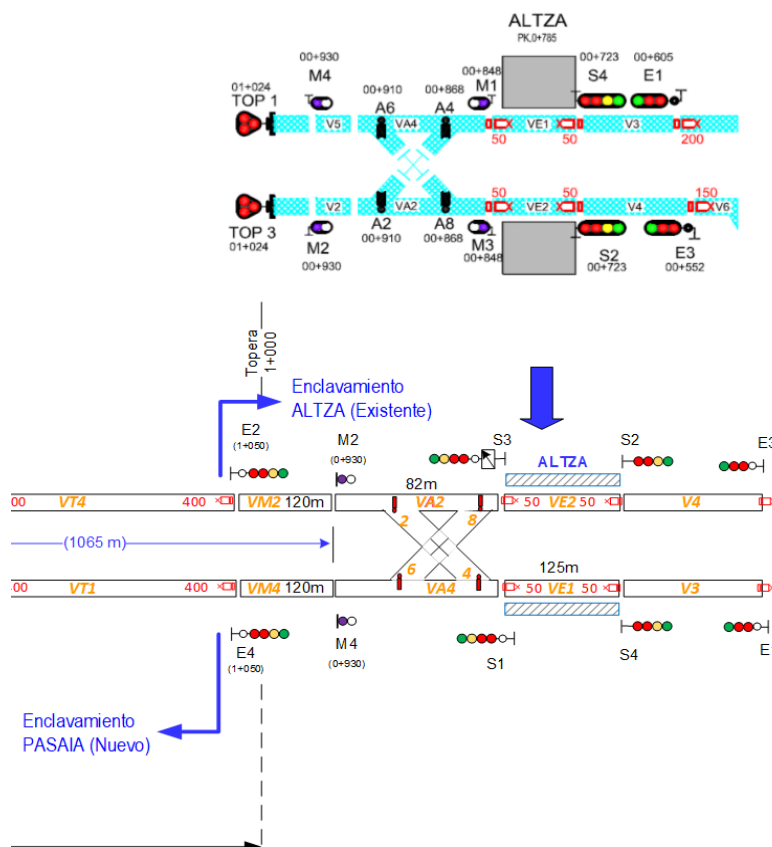 ALTZA
PK.0+785
00+930
M4
00+723
S4
00+605
E1
01+024
TOP 1
00+910
A6
00+868
A4
00+848
M1
V5
VA4
50
VE1
50
V3
200
V2
VA2
50
VE2
50
V4
150
V6
TOP 3
01+024
M2
00+930
A2
00+910
A8
00+868
M3
00+848
S2
00+723
E3
00+552
Topera
1+000
Enclavamiento
ALTZA (Existente)
E2
(1+050)
M2
(0+930)
S3
ALTZA
S2
E3
82m
00
VT4
400
VM2
120m
VA2
50
VE2
50
V4
2
8
(1065 m)
6
4
125m
00
VT1
400
VM4
120m
VA4
50
VE1
50
V3
E4
(1+050)
M4
(0+930)
S1
S4
Enclavamiento
PASAIA (Nuevo)